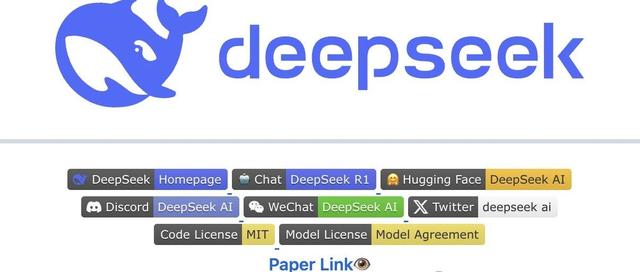 deepseek
DeepSeek Homepage Chat DeepSeek R1 Hugging Face DeepSeek AI
Discord DeepSeek AI WeChat DeepSeek AI Twitter deepseek ai
Code License MIT Model License Model Agreement
Paper Link👁️